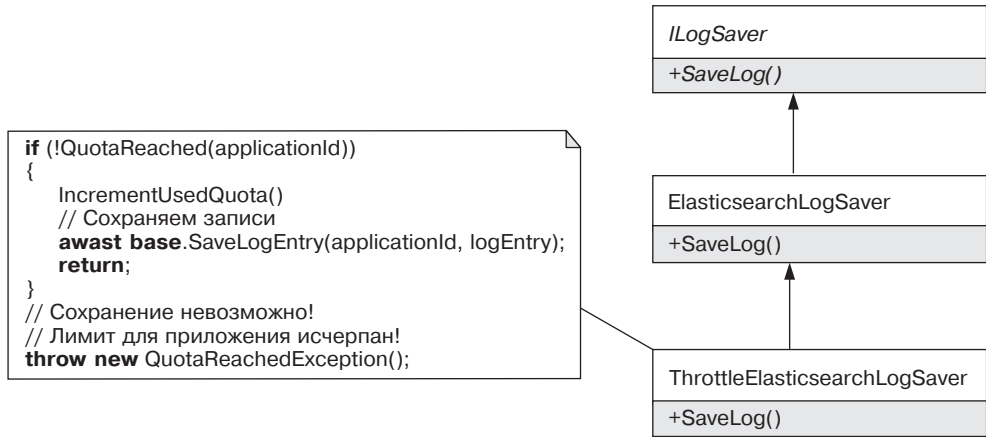 ILogSaver
+SaveLog()
if (!QuotaReached(applicationId))
{
IncrementUsedQuota()
// Сохраняем записи
awast base.SaveLogEntry(applicationId, logEntry);
return;
}
// Сохранение невозможно!
// Лимит для приложения исчерпан!
throw new QuotaReachedException();
ElasticsearchLogSaver
+SaveLog()
ThrottleElasticsearchLogSaver
+SaveLog()